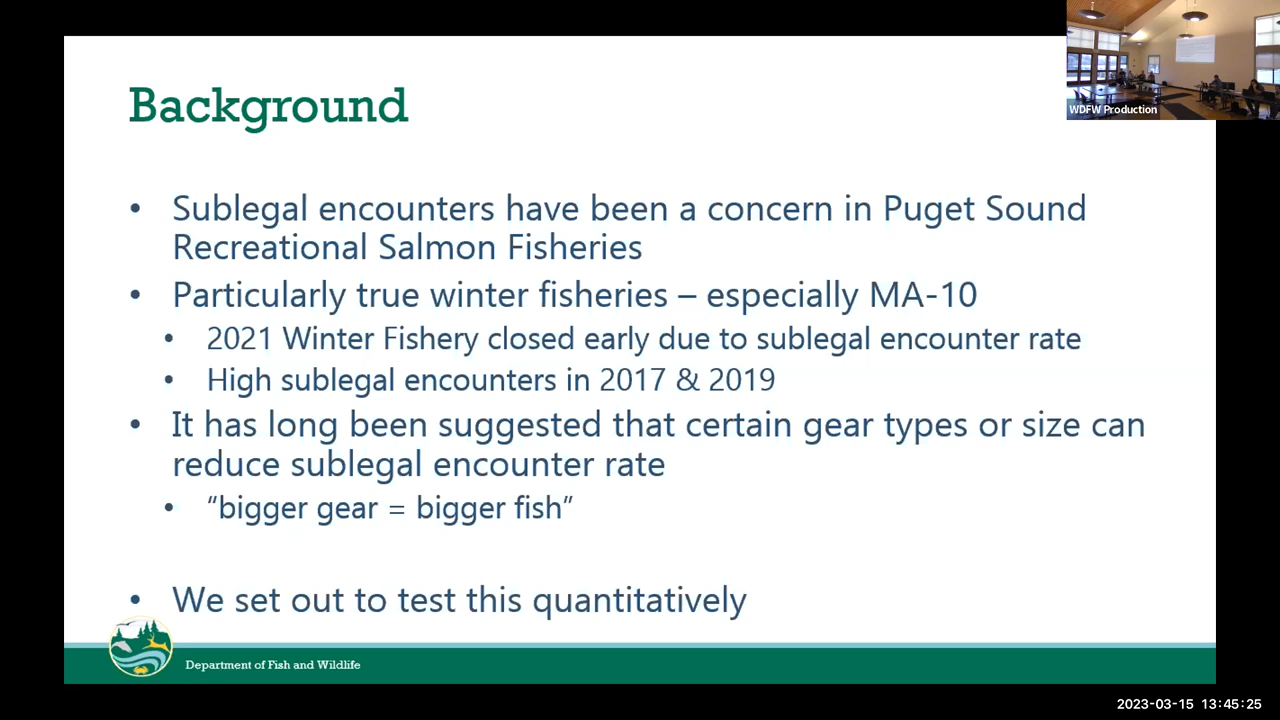 WDFW Production
Background
• Sublegal encounters have been a concern in Puget Sound
Recreational Salmon Fisheries
• Particularly true winter fisheries – especially MA-10
• 2021 Winter Fishery closed early due to sublegal encounter rate
• High sublegal encounters in 2017 & 2019
• It has long been suggested that certain gear types or size can
reduce sublegal encounter rate
• “bigger gear = bigger fish”
• We set out to test this quantitatively
Department of Fish and Wildlife
2023-03-15 13:45:25